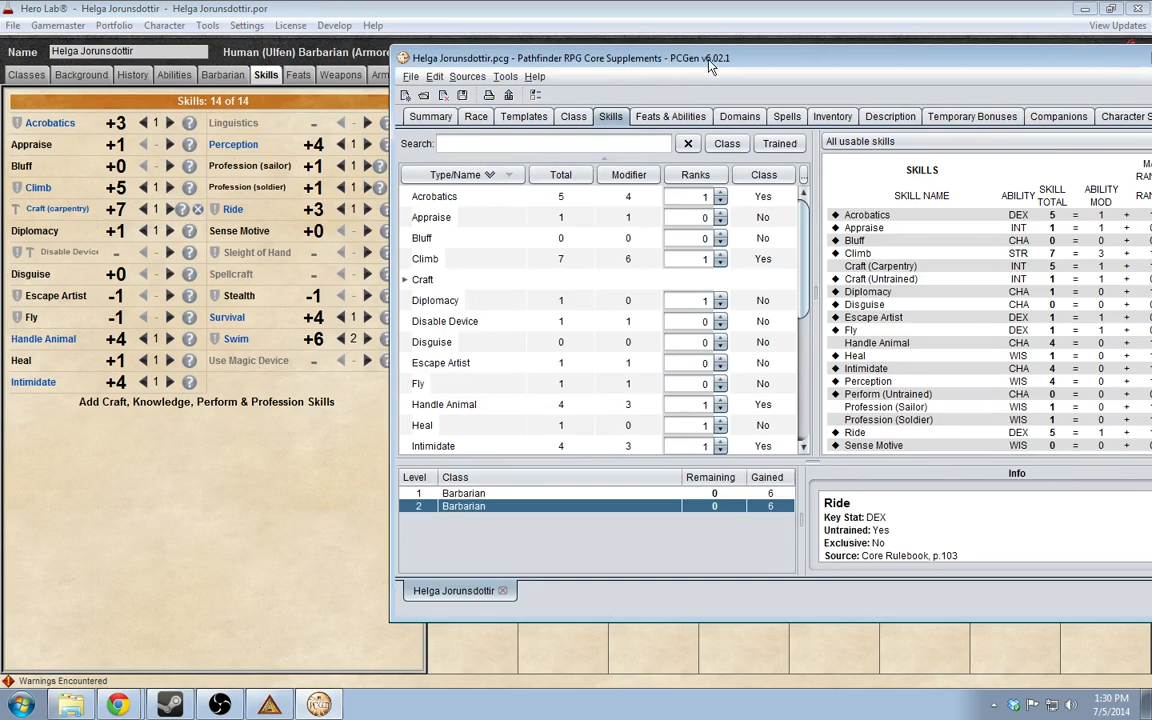 Hero Lab® - Helga Jorunsdottir - Helga Jorunsdottir.por
File Gamemaster Portfolio Character Tools Settings License Develop Help
View Updates
Name Helga Jorunsdottir Human (Ulfen) Barbarian (Armore
Classes Background History Abilities Barbarian Skills Feats Weapons Arm
Skills: 14 of 14
Acrobatics +3 1 ? Linguistics - - ?
Appraise +1 - ? Perception +4 1 ?
Bluff +0 - ? Profession (sailor) +1 1 ?
Climb +5 1 ? Profession (soldier) +1 1 ?
Craft (carpentry) +7 1 ? Ride +3 1 ?
Diplomacy +1 1 ? Sense Motive +0 - ?
Disable Device - - ? Sleight of Hand - - ?
Disguise +0 - ? Spellcraft - - ?
Escape Artist -1 - ? Stealth -1 - ?
Fly -1 - ? Survival +4 1 ?
Handle Animal +4 1 ? Swim +6 2 ?
Heal +1 - ? Use Magic Device - - ?
Intimidate +4 1 ?
Add Craft, Knowledge, Perform & Profession Skills
Warnings Encountered
Helga Jorunsdottir.pcg - Pathfinder RPG Core Supplements - PCGen v6.02.1
File Edit Sources Tools Help
Summary Race Templates Class Skills Feats & Abilities Domains Spells Inventory Description Temporary Bonuses Companions Character S
Search: Class Trained
Type/Name Total Modifier Ranks Class ...
Acrobatics 5 4 1 Yes
Appraise 1 1 0 No
Bluff 0 0 0 No
Climb 7 6 1 Yes
Craft
Diplomacy 1 0 1 No
Disable Device 1 1 0 No
Disguise 0 0 0 No
Escape Artist 1 1 0 No
Fly 1 1 0 No
Handle Animal 4 3 1 Yes
Heal 1 0 1 No
Intimidate 4 3 1 Yes
Level Class Remaining Gained
1 Barbarian 0 6
2 Barbarian 0 6
Helga Jorunsdottir
All usable skills
SKILLS MA
RAN
SKILL NAME ABILITY SKILL TOTAL ABILITY MOD RAN
Acrobatics DEX 5 = 1 +
Appraise INT 1 = 1 +
Bluff CHA 0 = 0 +
Climb STR 7 = 3 +
Craft (Carpentry) INT 5 = 1 +
Craft (Untrained) INT 1 = 1 +
Diplomacy CHA 1 = 0 +
Disguise CHA 0 = 0 +
Escape Artist DEX 1 = 1 +
Fly DEX 1 = 1 +
Handle Animal CHA 4 = 0 +
Heal WIS 1 = 0 +
Intimidate CHA 4 = 0 +
Perception WIS 4 = 0 +
Perform (Untrained) CHA 0 = 0 +
Profession (Sailor) WIS 1 = 0 +
Profession (Soldier) WIS 1 = 0 +
Ride DEX 5 = 1 +
Sense Motive WIS 0 = 0 +
Info
Ride
Key Stat: DEX
Untrained: Yes
Exclusive: No
Source: Core Rulebook, p.103
1:30 PM
7/5/2014